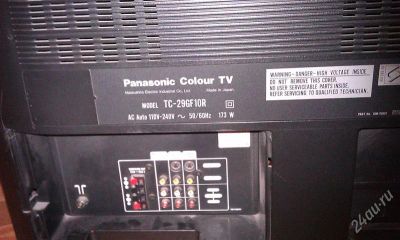 Panasonic Colour TV
Matsushita Electric Industrial Co., Ltd. Made in Japan
MODEL TC-29GF10R
AC Auto 110V-240V ~ 50/60Hz 173 W
WARNING-DANGER-HIGH VOLTAGE INSIDE
DO NOT REMOVE THIS COVER.
NO USER SERVICEABLE PARTS INSIDE.
REFER SERVICING TO QUALIFIED TECHNICIAN.
24au.ru